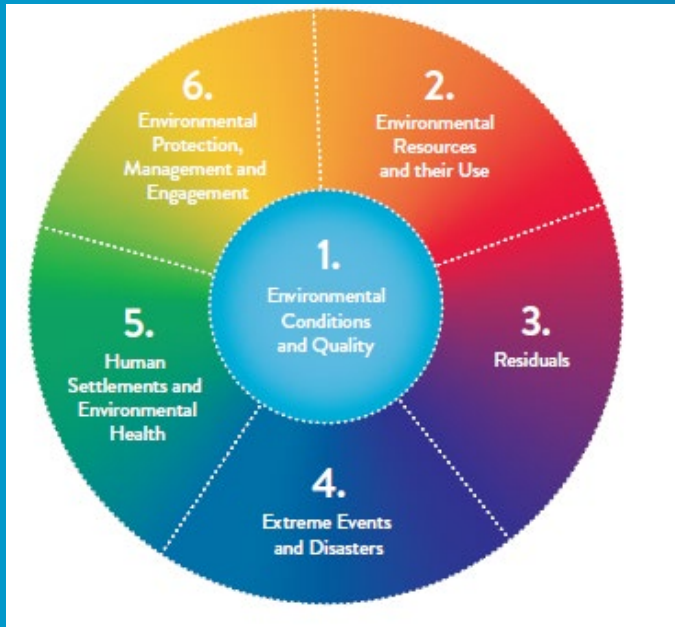 1.
Environmental
Conditions
and Quality
2.
Environmental
Resources
and their Use
3.
Residuals
4.
Extreme Events
and Disasters
5.
Human
Settlements and
Environmental
Health
6.
Environmental
Protection,
Management and
Engagement